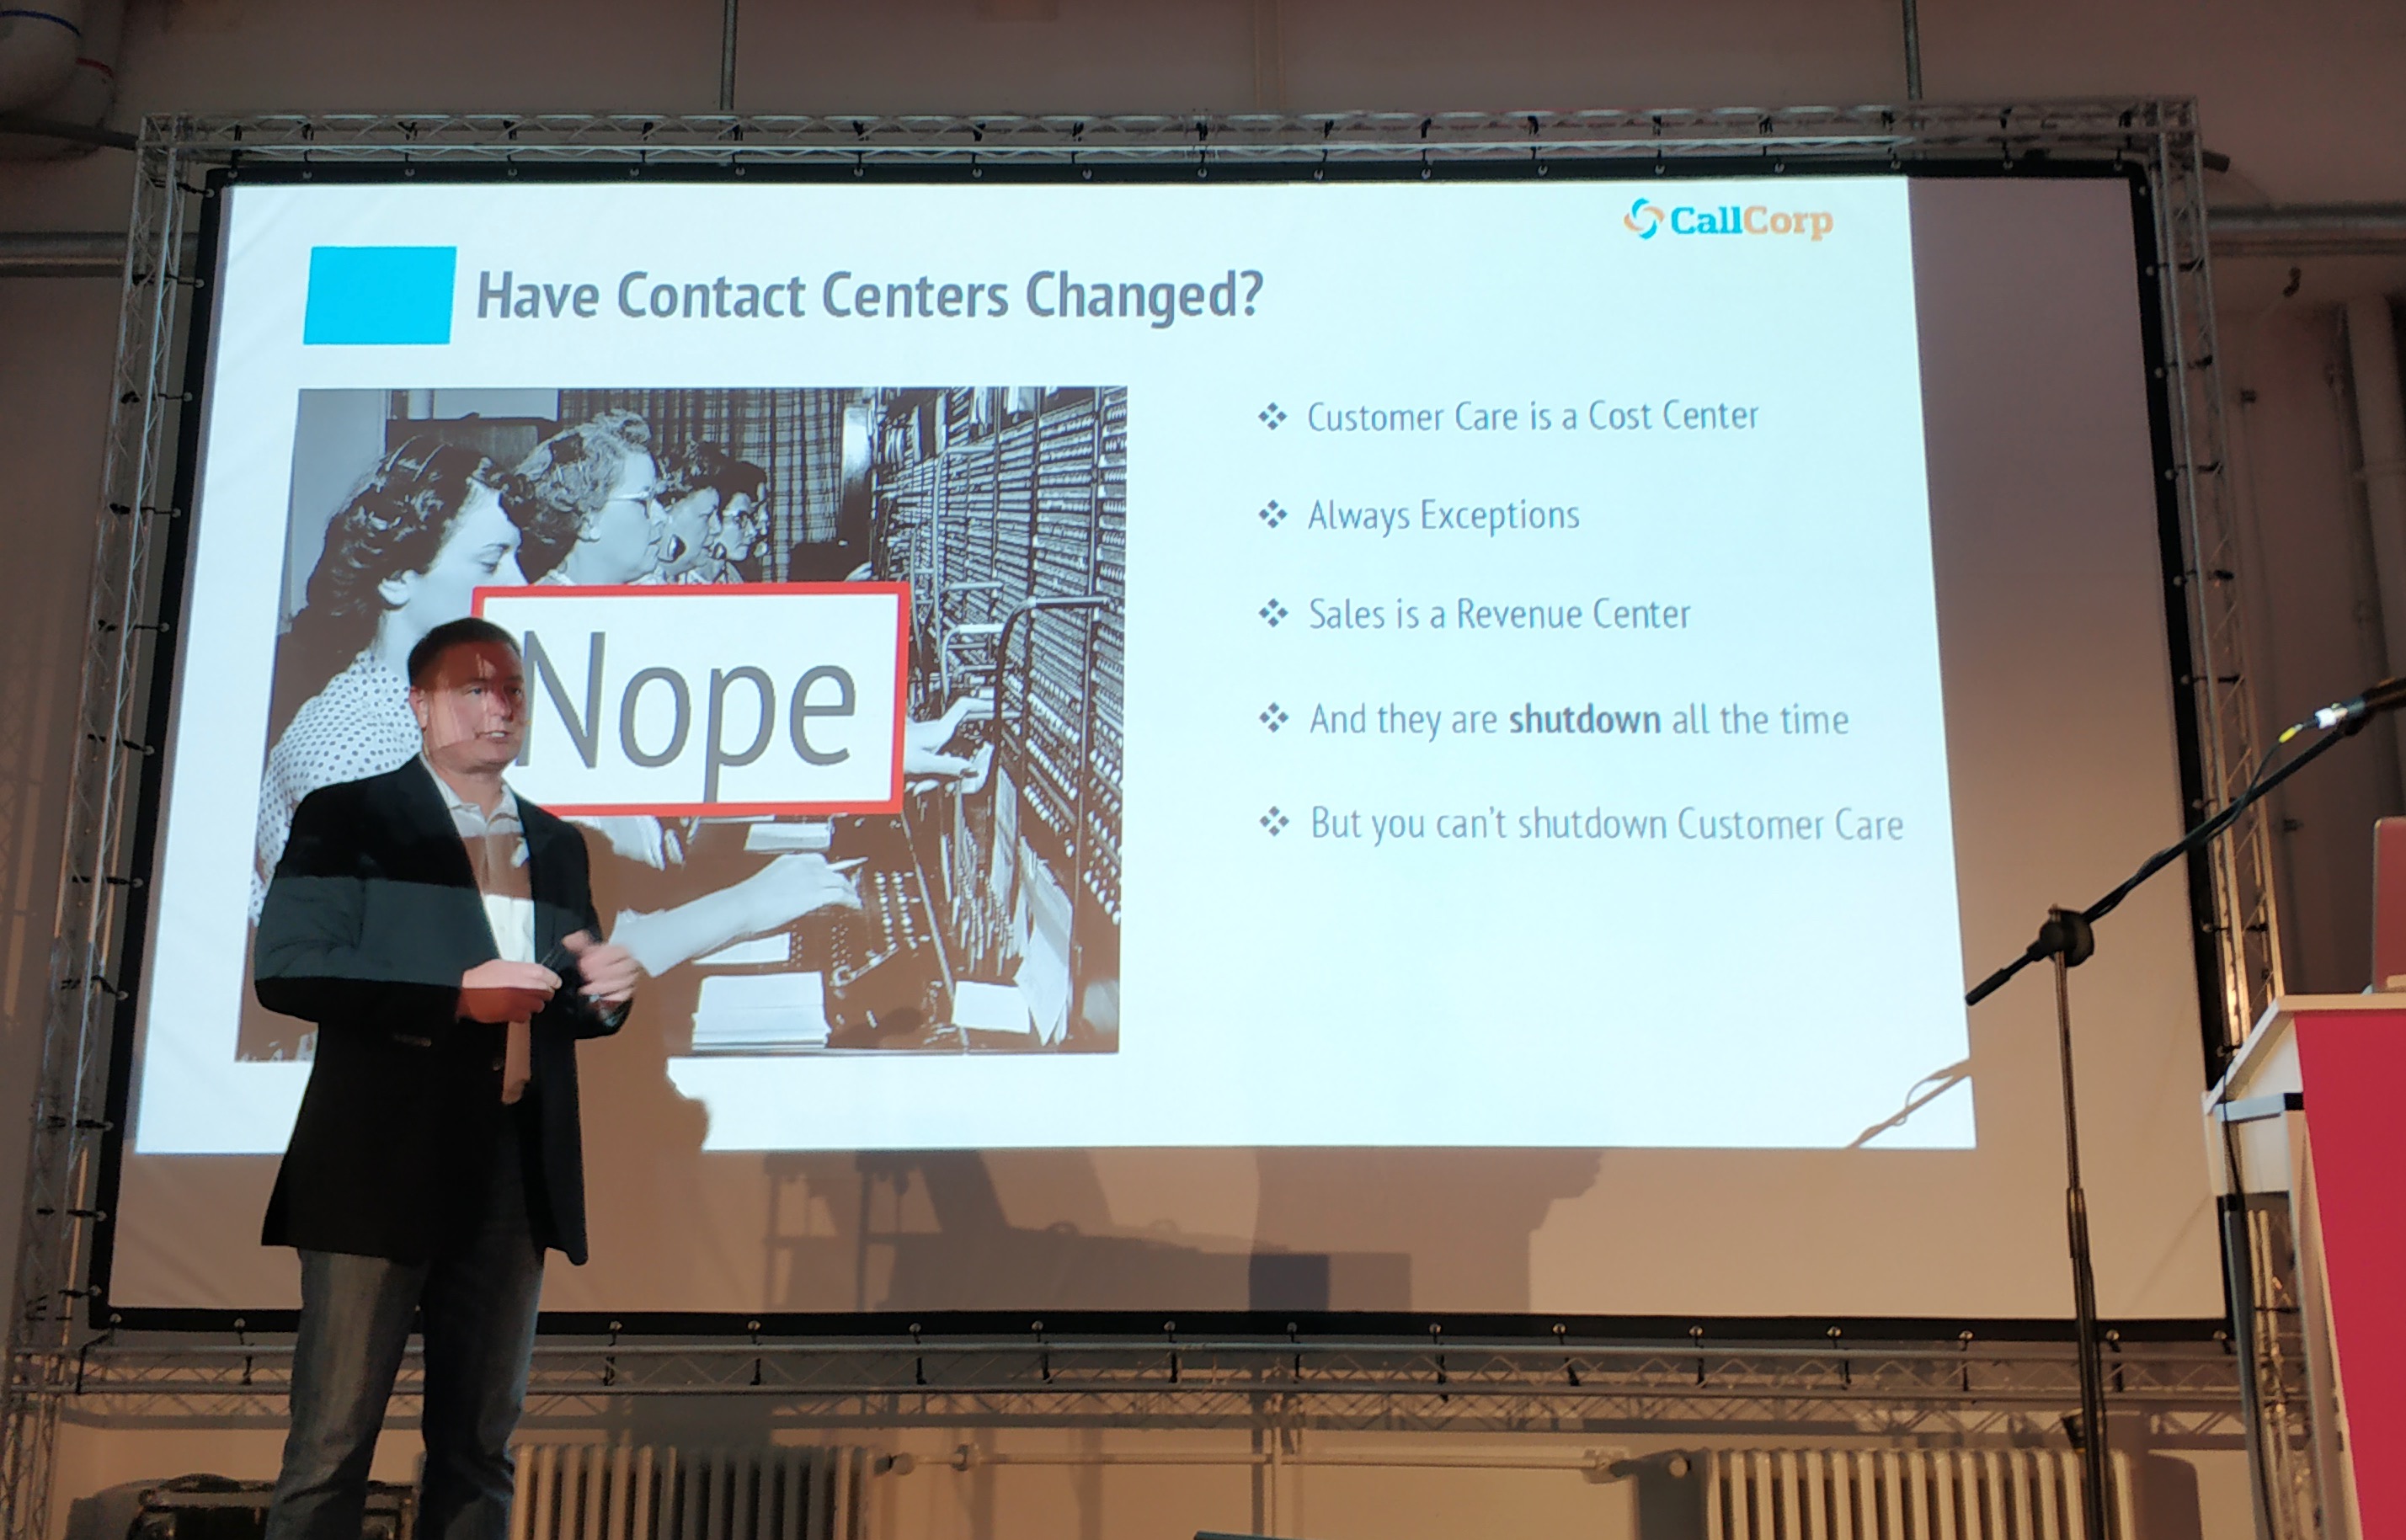 CallCorp
Have Contact Centers Changed?
Nope
Customer Care is a Cost Center
Always Exceptions
Sales is a Revenue Center
And they are shutdown all the time
But you can't shutdown Customer Care